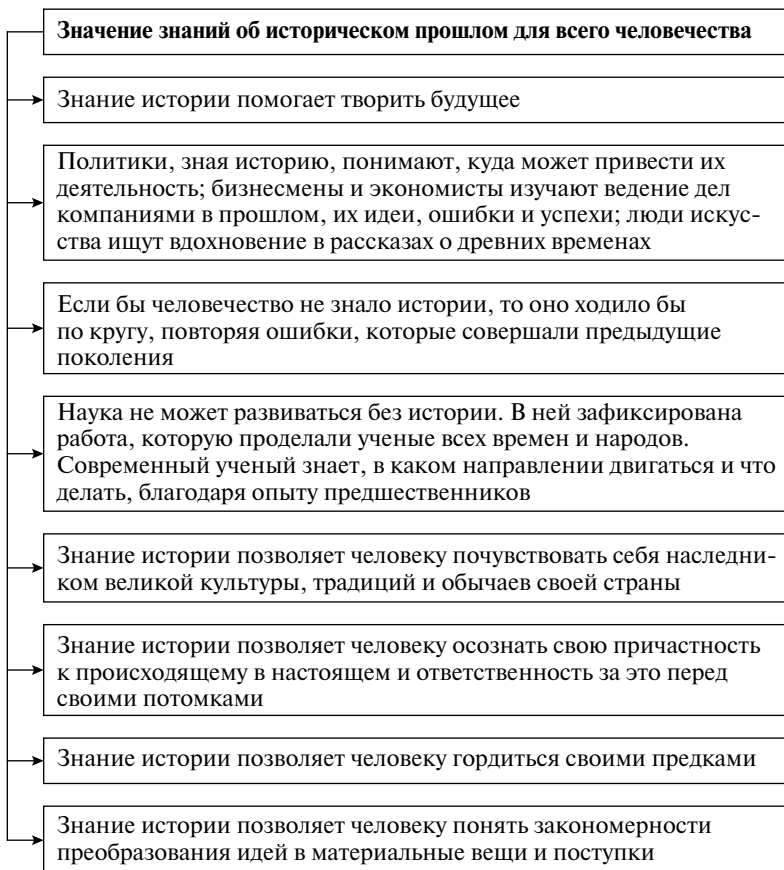 Значение знаний об историческом прошлом для всего человечества
Знание истории помогает творить будущее
Политики, зная историю, понимают, куда может привести их
деятельность; бизнесмены и экономисты изучают ведение дел
компаниями в прошлом, их идеи, ошибки и успехи; люди искус-
ства ищут вдохновение в рассказах о древних временах
Если бы человечество не знало истории, то оно ходило бы
по кругу, повторяя ошибки, которые совершали предыдущие
поколения
Наука не может развиваться без истории. В ней зафиксирована
работа, которую проделали ученые всех времен и народов.
Современный ученый знает, в каком направлении двигаться и что
делать, благодаря опыту предшественников
Знание истории позволяет человеку почувствовать себя наследни-
ком великой культуры, традиций и обычаев своей страны
Знание истории позволяет человеку осознать свою причастность
к происходящему в настоящем и ответственность за это перед
своими потомками
Знание истории позволяет человеку гордиться своими предками
Знание истории позволяет человеку понять закономерности
преобразования идей в материальные вещи и поступки